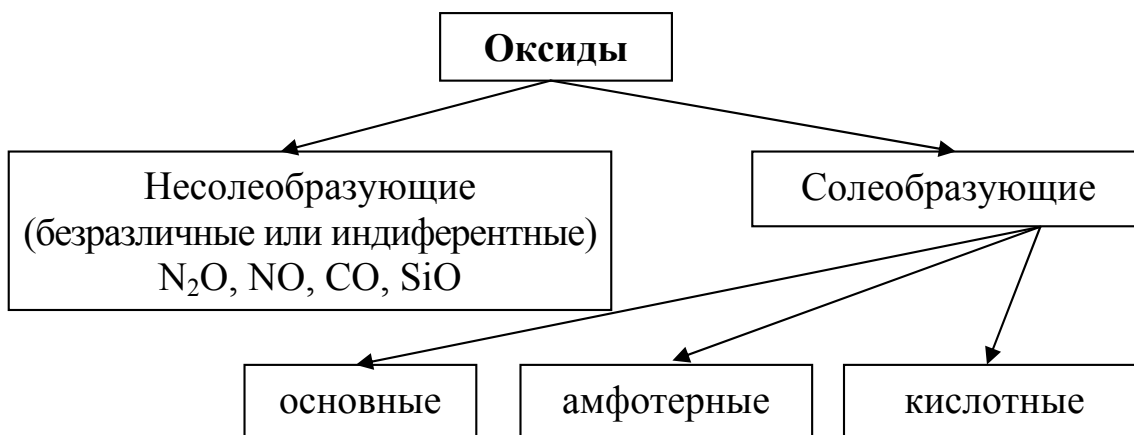 Оксиды
Несолеобразующие
(безразличные или индиферентные)
N₂O, NO, CO, SiO
Солеобразующие
основные
амфотерные
кислотные